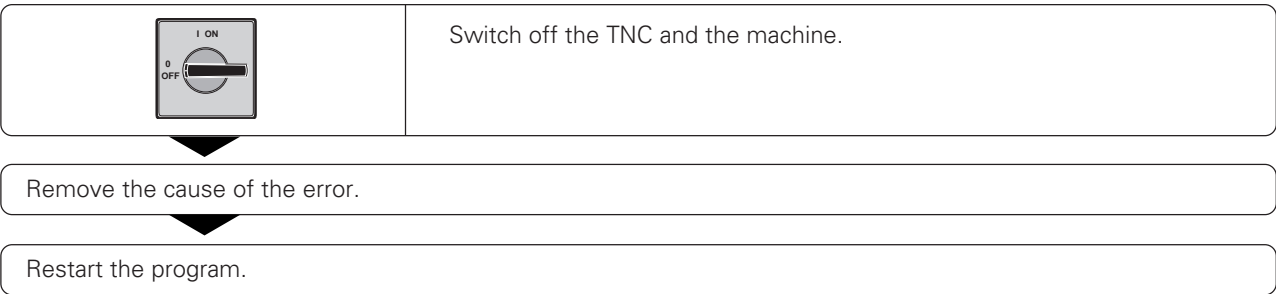 I ON
0
OFF
Switch off the TNC and the machine.
Remove the cause of the error.
Restart the program.